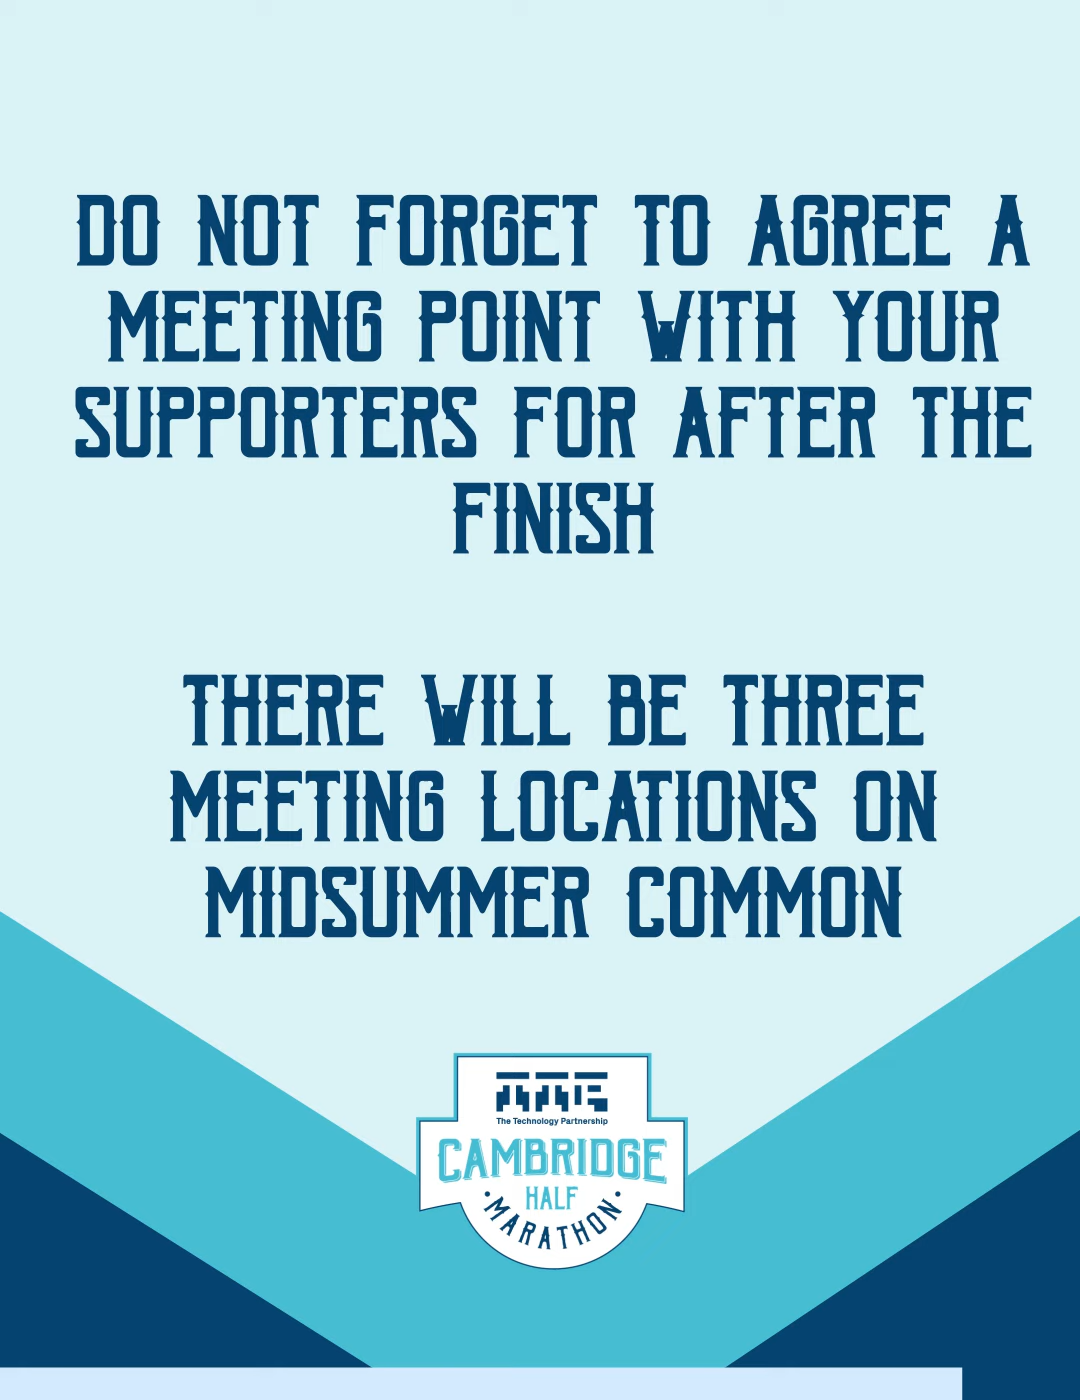 DO NOT FORGET TO AGREE A
MEETING POINT WITH YOUR
SUPPORTERS FOR AFTER THE
FINISH
THERE WILL BE THREE
MEETING LOCATIONS ON
MIDSUMMER COMMON
The Technology Partnership
CAMBRIDGE
HALF
•MARATHON•